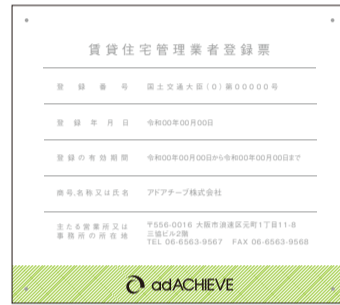 賃貸住宅管理業者登録票
登録番号 国土交通大臣(0)第00000号
登録年月日 令和00年00月00日
登録の有効期間 令和00年00月00日から令和00年00月00日まで
商号,名称又は氏名 アドアチーブ株式会社
主たる営業所又は 〒556-0016 大阪市浪速区元町1丁目11-8
事務所の所在地 三協ビル2階
TEL 06-6563-9567 FAX 06-6563-9568
adACHIEVE